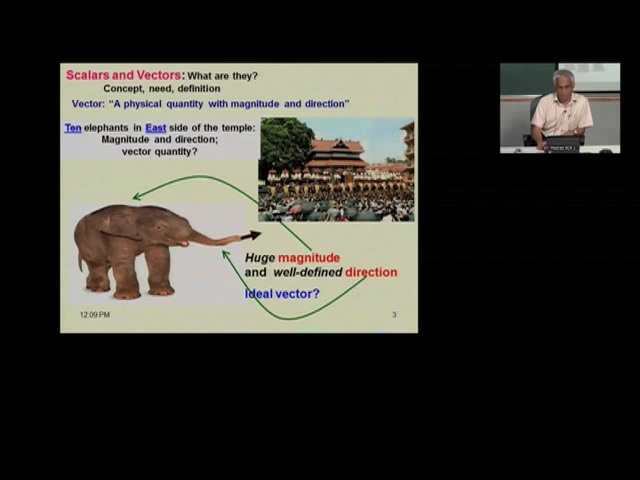 Scalars and Vectors: What are they?
Concept, need, definition
Vector: “A physical quantity with magnitude and direction”
Ten elephants in East side of the temple:
Magnitude and direction;
vector quantity?
Huge magnitude
and well-defined direction
Ideal vector?
12:09 PM
3